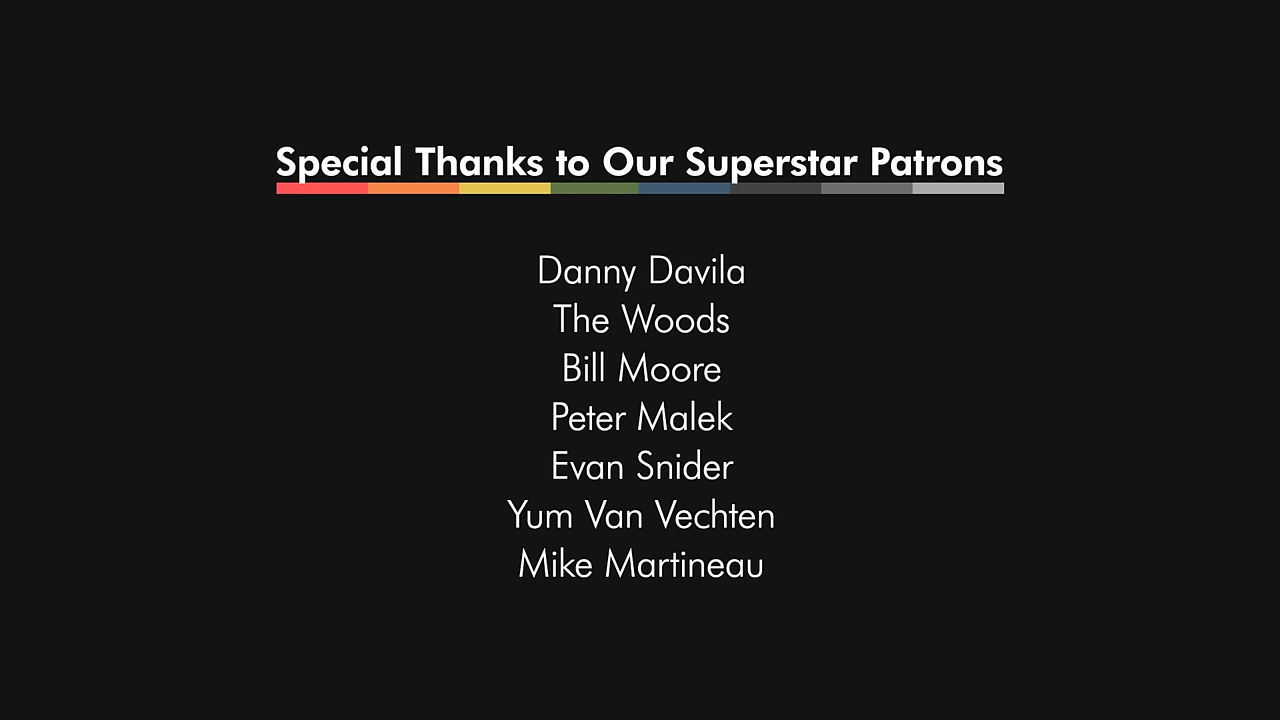 Special Thanks to Our Superstar Patrons
Danny Davila
The Woods
Bill Moore
Peter Malek
Evan Snider
Yum Van Vechten
Mike Martineau